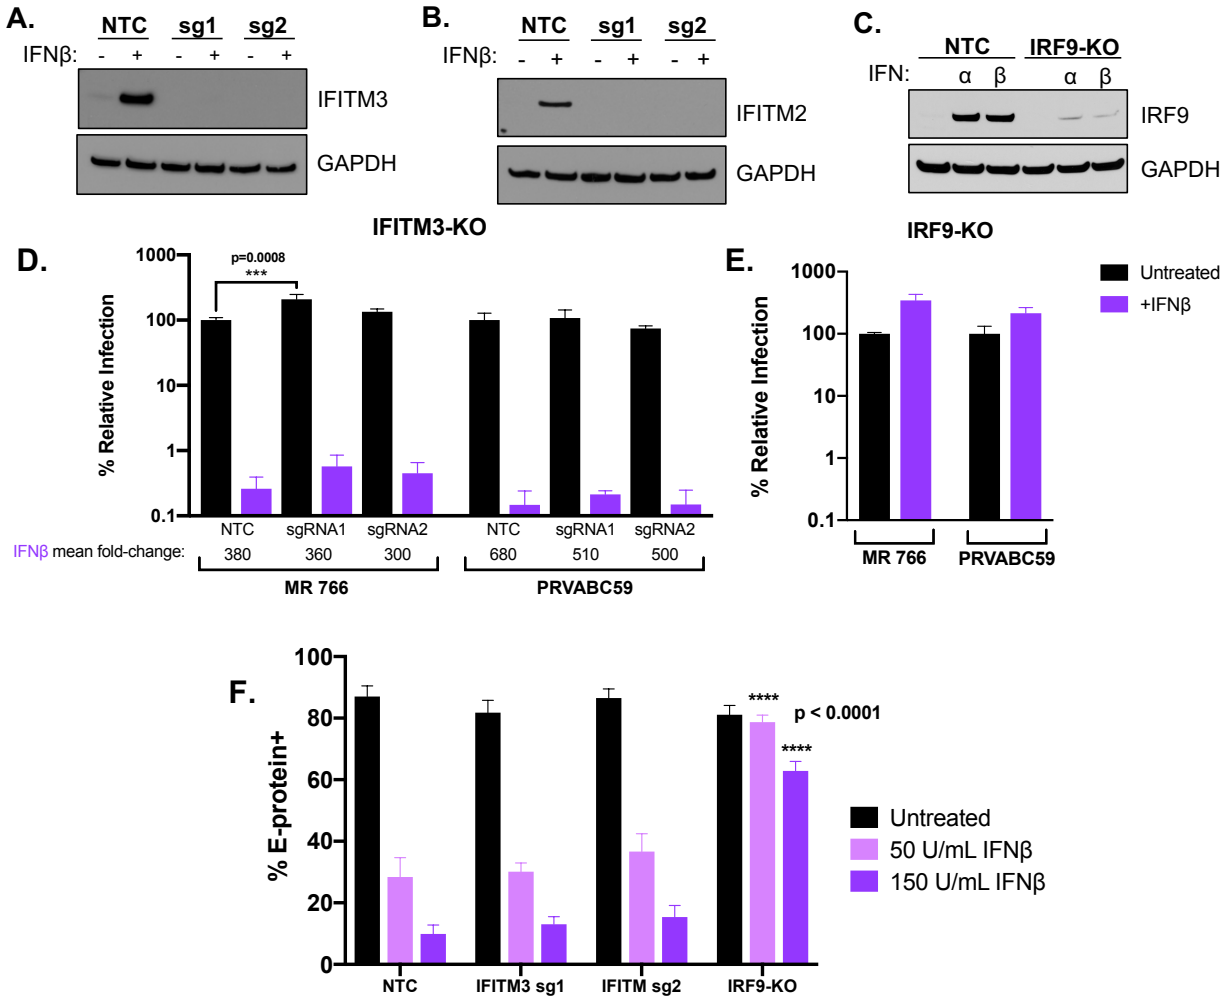 A.
NTC sg1 sg2
IFNβ: - + - + - +
IFITM3
GAPDH
B.
NTC sg1 sg2
IFNβ: - + - + - +
IFITM2
GAPDH
C.
NTC IRF9-KO
IFN: α β α β
IRF9
GAPDH
IFITM3-KO
D.
% Relative Infection
1000
100
10
1
0.1
p=0.0008
***
NTC sgRNA1 sgRNA2 NTC sgRNA1 sgRNA2
IFNβ mean fold-change: 380 360 300 680 510 500
MR 766 PRVABC59
IRF9-KO
E.
% Relative Infection
1000
100
10
1
0.1
MR 766 PRVABC59
Untreated
+IFNβ
F.
% E-protein+
100
80
60
40
20
0
****
p < 0.0001
****
NTC IFITM3 sg1 IFITM sg2 IRF9-KO
Untreated
50 U/mL IFNβ
150 U/mL IFNβ